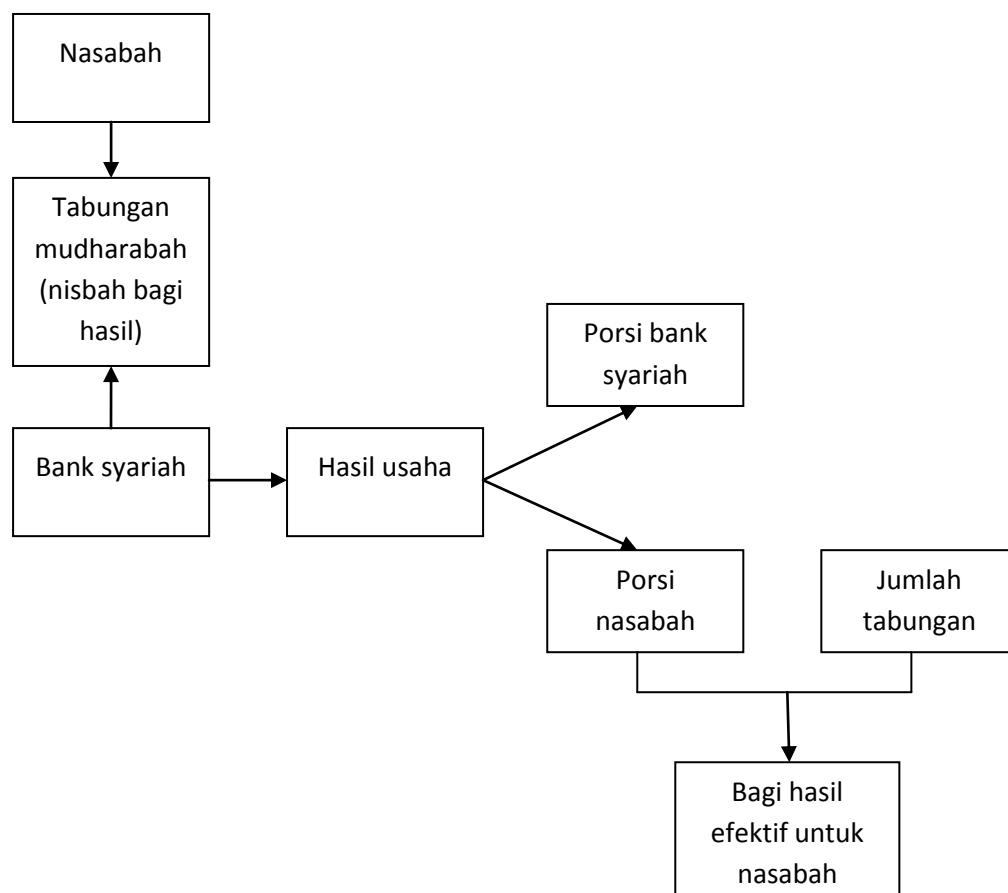 Nasabah
Tabungan
mudharabah
(nisbah bagi
hasil)
Bank syariah
Hasil usaha
Porsi bank
syariah
Porsi
nasabah
Jumlah
tabungan
Bagi hasil
efektif untuk
nasabah